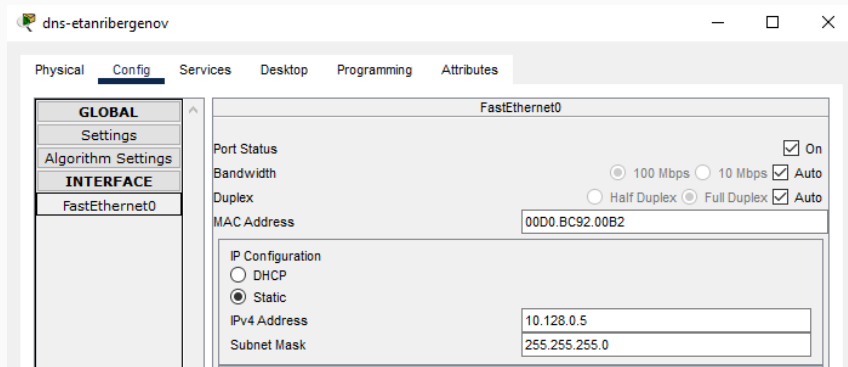 dns-etanribergenov
Physical Config Services Desktop Programming Attributes
GLOBAL
Settings
Algorithm Settings
INTERFACE
FastEthernet0
FastEthernet0
Port Status On
Bandwidth 100 Mbps 10 Mbps Auto
Duplex Half Duplex Full Duplex Auto
MAC Address 00D0.BC92.00B2
IP Configuration
DHCP
Static
IPv4 Address 10.128.0.5
Subnet Mask 255.255.255.0